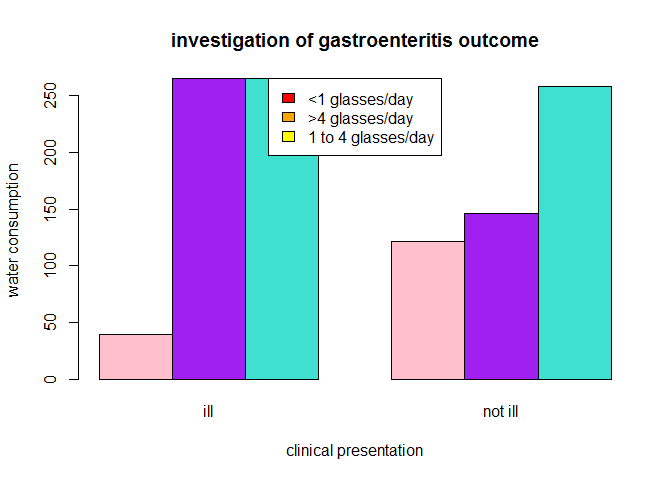 investigation of gastroenteritis outcome
<1 glasses/day
>4 glasses/day
1 to 4 glasses/day
water consumption
250
200
150
100
50
0
ill
not ill
clinical presentation